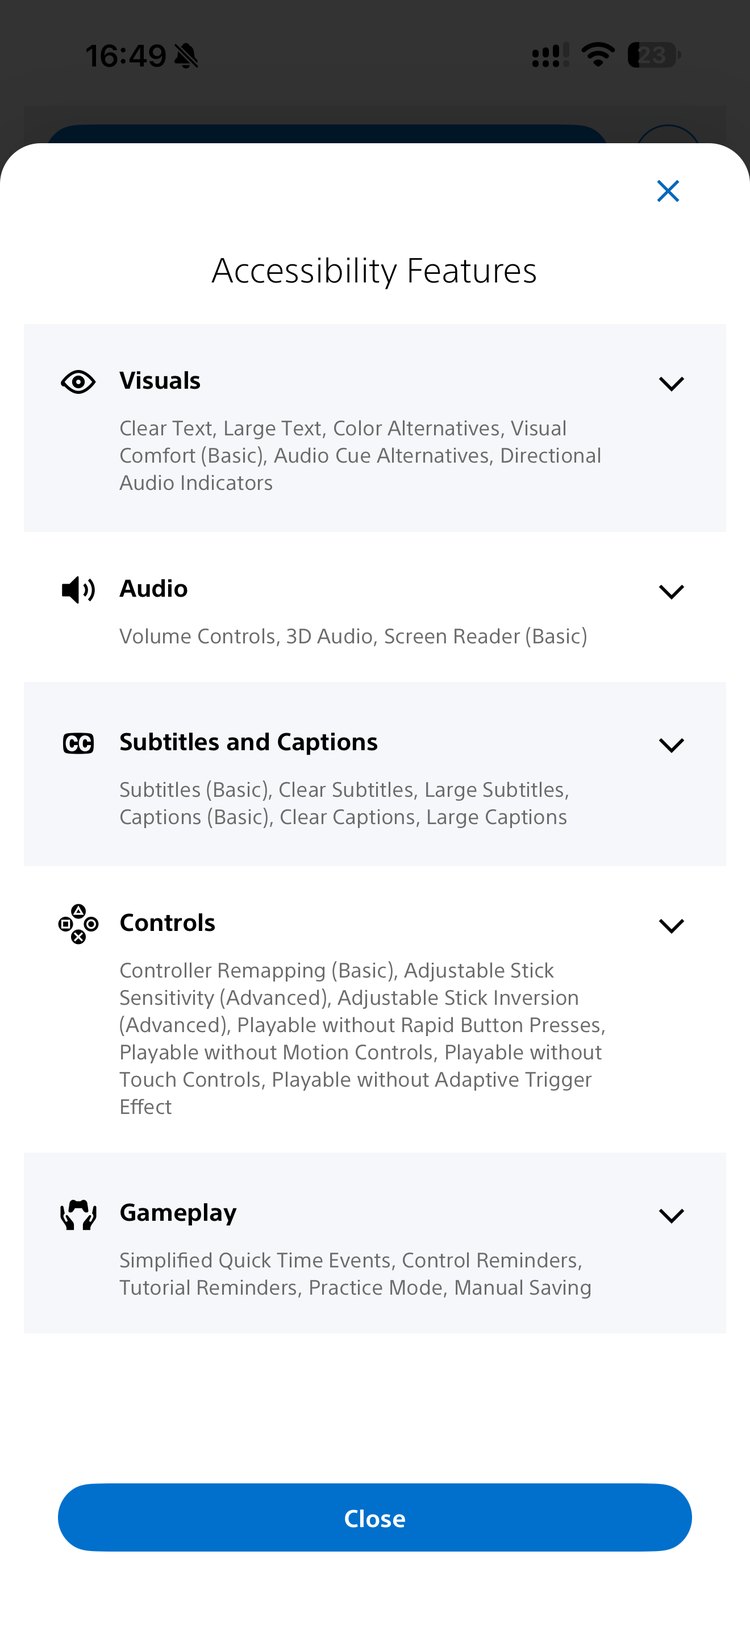 16:49
23
Accessibility Features
Visuals
Clear Text, Large Text, Color Alternatives, Visual
Comfort (Basic), Audio Cue Alternatives, Directional
Audio Indicators
Audio
Volume Controls, 3D Audio, Screen Reader (Basic)
CC
Subtitles and Captions
Subtitles (Basic), Clear Subtitles, Large Subtitles,
Captions (Basic), Clear Captions, Large Captions
Controls
Controller Remapping (Basic), Adjustable Stick
Sensitivity (Advanced), Adjustable Stick Inversion
(Advanced), Playable without Rapid Button Presses,
Playable without Motion Controls, Playable without
Touch Controls, Playable without Adaptive Trigger
Effect
Gameplay
Simplified Quick Time Events, Control Reminders,
Tutorial Reminders, Practice Mode, Manual Saving
Close